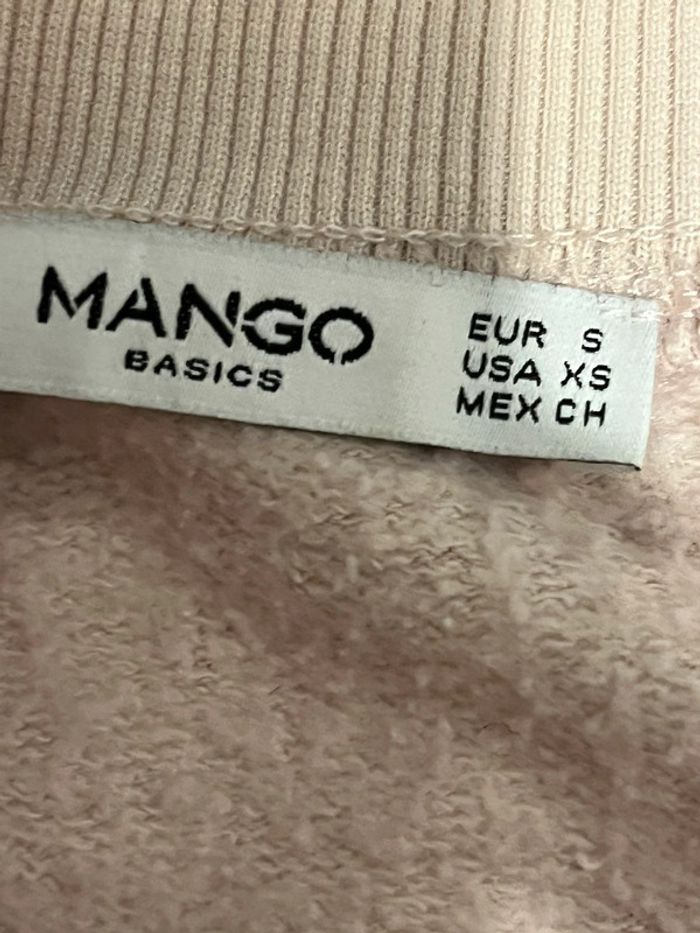 MANGO
BASICS
EUR S
USA XS
MEX CH